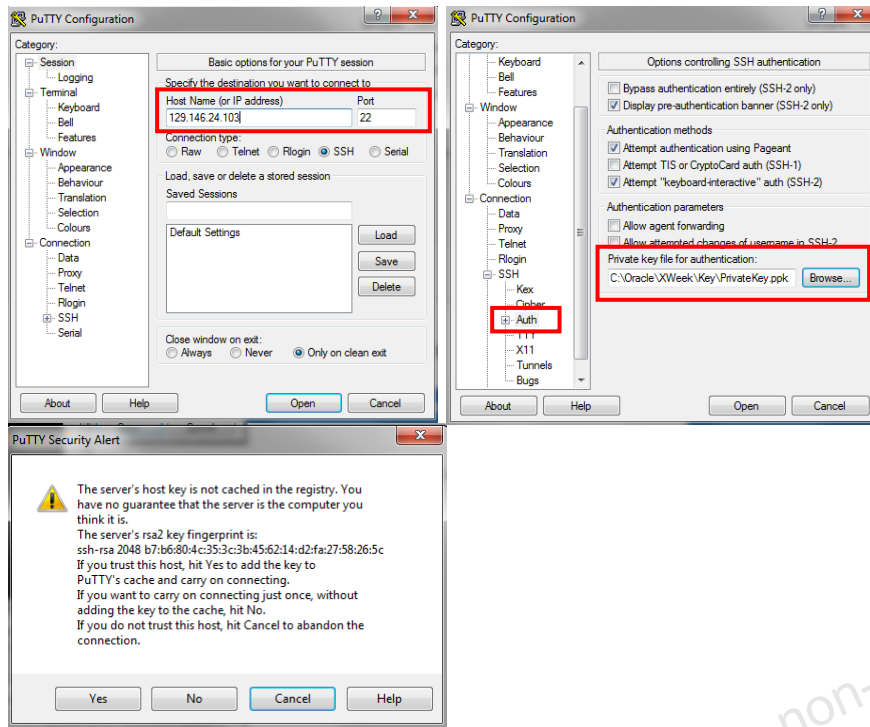 PuTTY Configuration
Category:
Session
Logging
Terminal
Keyboard
Bell
Features
Window
Appearance
Behaviour
Translation
Selection
Colours
Connection
Data
Proxy
Telnet
Rlogin
SSH
Serial
Basic options for your PuTTY session
Specify the destination you want to connect to
Host Name (or IP address) Port
129.146.24.103 22
Connection type:
Raw Telnet Rlogin SSH Serial
Load, save or delete a stored session
Saved Sessions
Default Settings
Load
Save
Delete
Close window on exit:
Always Never Only on clean exit
About Help Open Cancel
PuTTY Configuration
Category:
Keyboard
Bell
Features
Window
Appearance
Behaviour
Translation
Selection
Colours
Connection
Data
Proxy
Telnet
Rlogin
SSH
Kex
Cipher
Auth
TTY
X11
Tunnels
Bugs
Options controlling SSH authentication
Bypass authentication entirely (SSH-2 only)
Display pre-authentication banner (SSH-2 only)
Authentication methods
Attempt authentication using Pageant
Attempt TIS or CryptoCard auth (SSH-1)
Attempt "keyboard-interactive" auth (SSH-2)
Authentication parameters
Allow agent forwarding
Allow attempted changes of username in SSH-2
Private key file for authentication:
C:\Oracle\XWeek\Key\PrivateKey.ppk Browse...
About Help Open Cancel
PuTTY Security Alert
The server's host key is not cached in the registry. You
have no guarantee that the server is the computer you
think it is.
The server's rsa2 key fingerprint is:
ssh-rsa 2048 b7:b6:80:4c:35:3c:3b:45:62:14:d2:fa:27:58:26:5c
If you trust this host, hit Yes to add the key to
PuTTY's cache and carry on connecting.
If you want to carry on connecting just once, without
adding the key to the cache, hit No.
If you do not trust this host, hit Cancel to abandon the
connection.
Yes No Cancel Help
non-